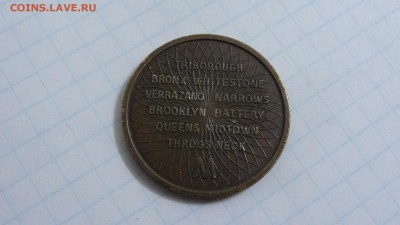 COINS.LAVE.RU
TRIBOROUGH
BRONX WHITESTONE
VERRAZANO NARROWS
BROOKLYN BATTERY
QUEENS MIDTOWN
THROGS NECK